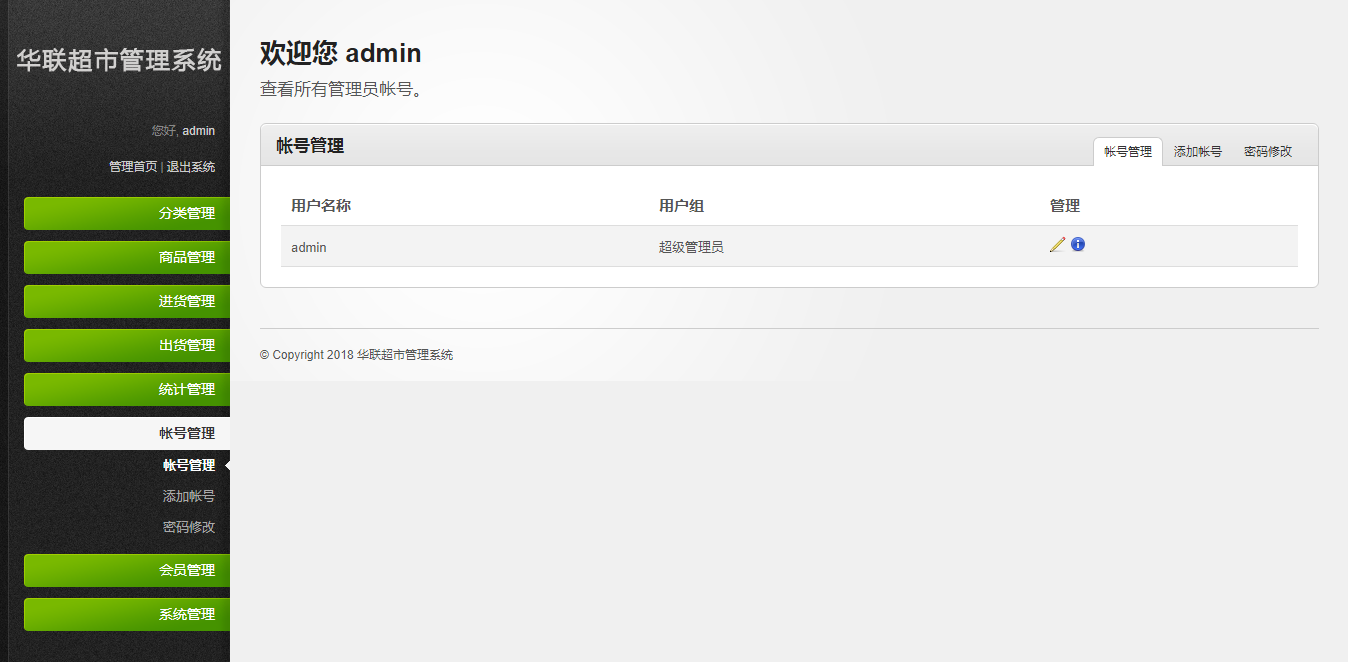 华联超市管理系统
您好, admin
管理首页 | 退出系统
分类管理
商品管理
进货管理
出货管理
统计管理
帐号管理
帐号管理
添加帐号
密码修改
会员管理
系统管理
欢迎您 admin
查看所有管理员帐号。
帐号管理
帐号管理 添加帐号 密码修改
用户名称 用户组 管理
admin 超级管理员
© Copyright 2018 华联超市管理系统